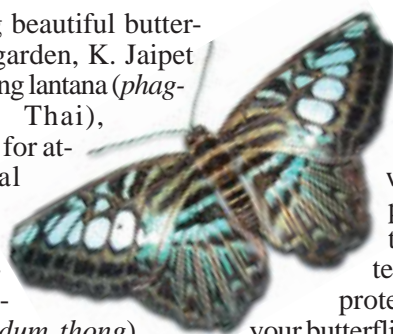 g beautiful butter-
garden, K. Jaipet
ng lantana (phag-
Thai),
for at-
al
-
dum thong)
te
prote
your butterfli